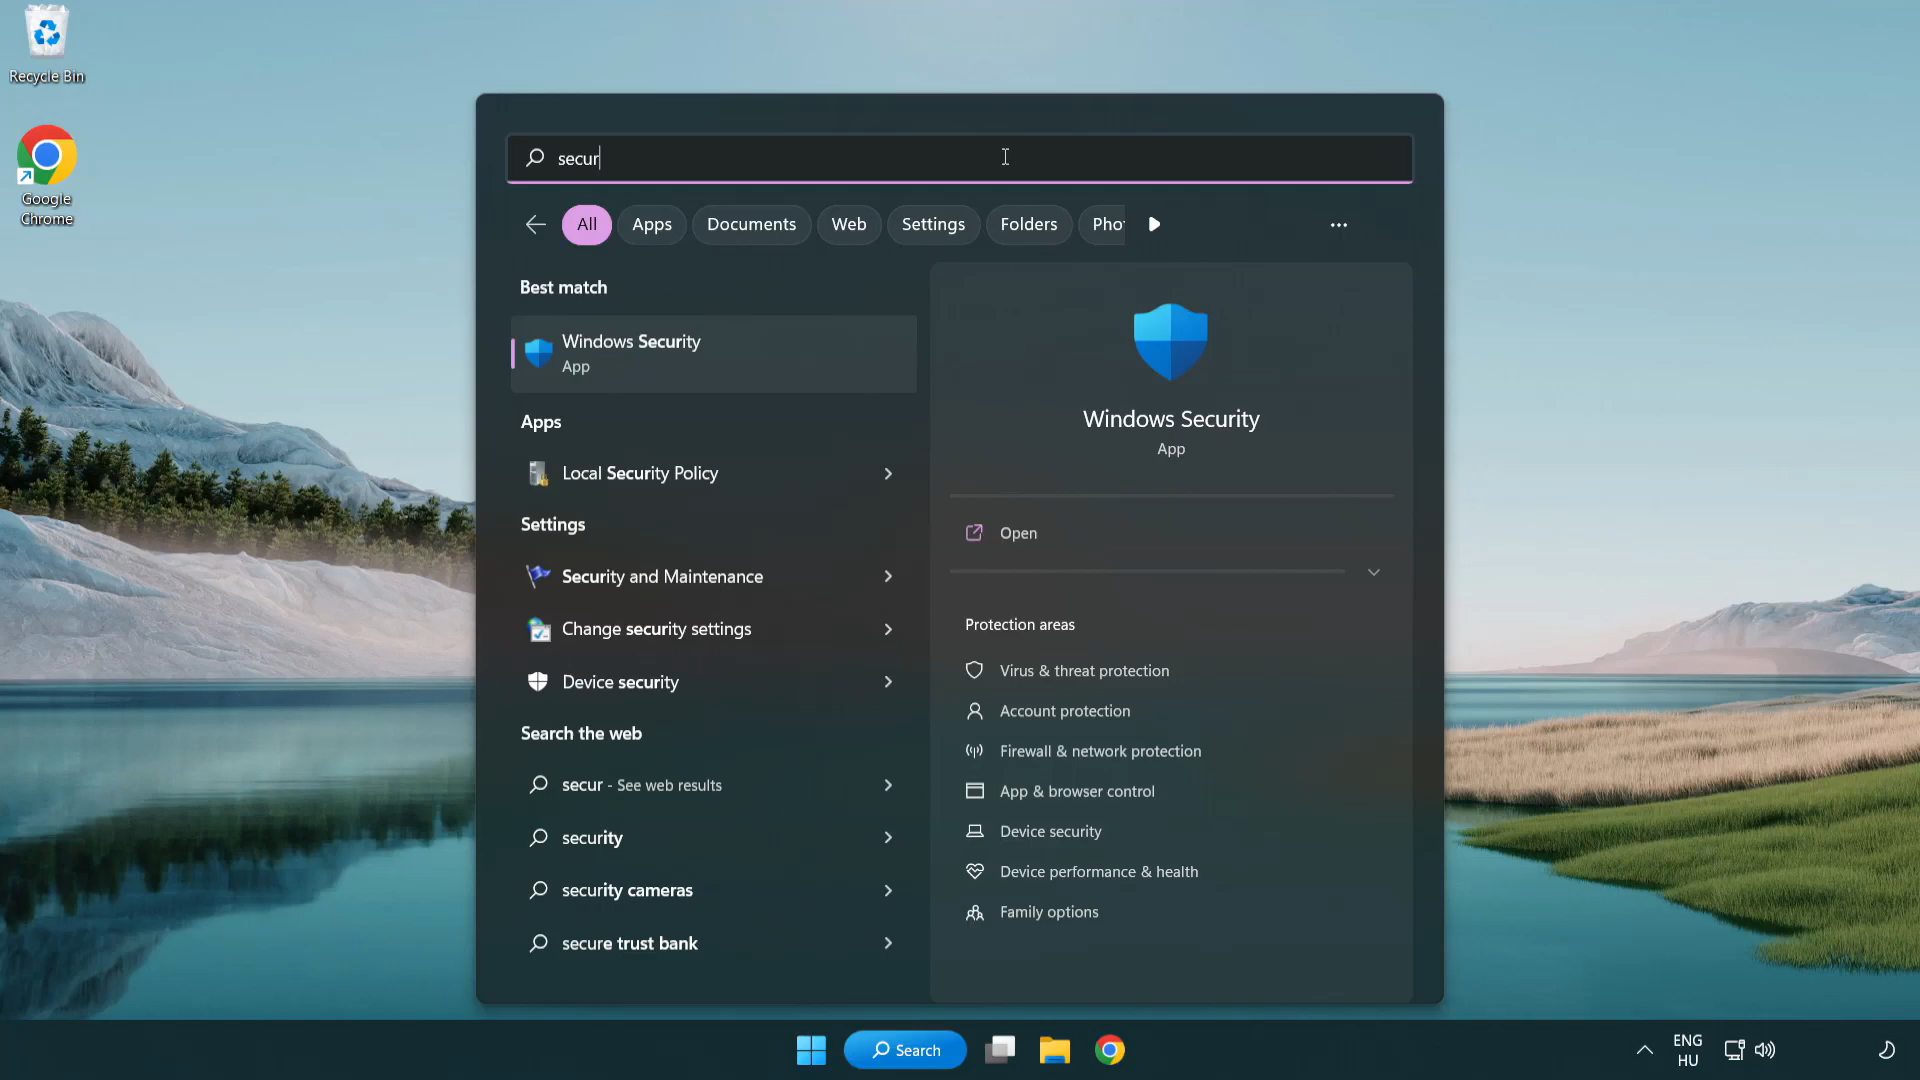 Recycle Bin
Google
Chrome
secur
All
Apps
Documents
Web
Settings
Folders
Best match
Windows Security
App
Apps
Local Security Policy
Settings
Security and Maintenance
Change security settings
Device security
Search the web
secur - See web results
security
security cameras
secure trust bank
Windows Security
App
Open
Protection areas
Virus & threat protection
Account protection
Firewall & network protection
App & browser control
Device security
Device performance & health
Family options
Search
ENG
HU